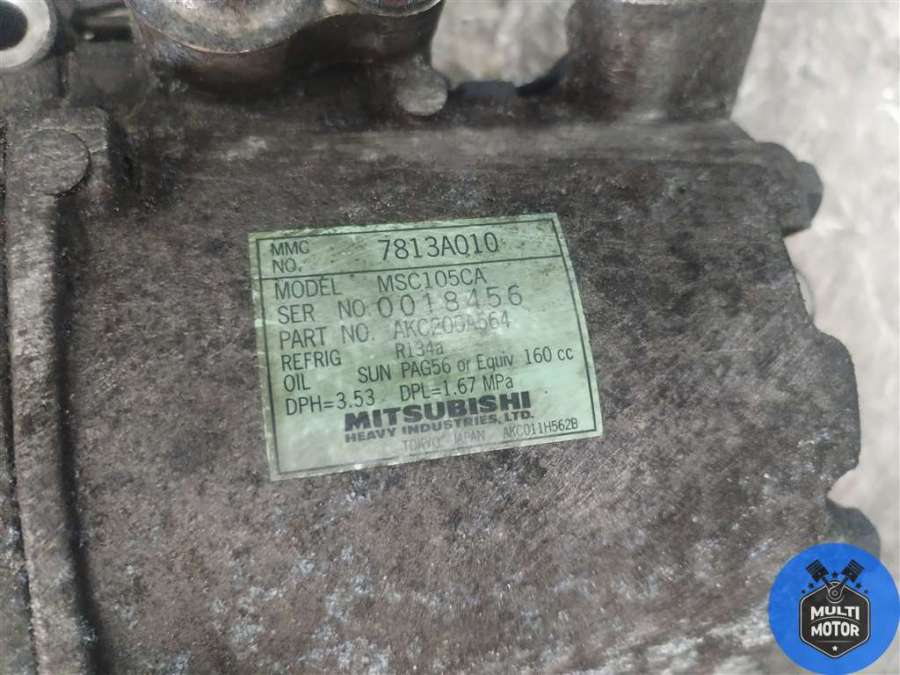 MMC NO. 7813A010
MODEL MSC105CA
SER NO. 0018456
PART NO. AKC200A564
REFRIG R134a
OIL SUN PAG56 or Equiv 160 cc
DPH=3.53 DPL=1.67 MPa
MITSUBISHI
HEAVY INDUSTRIES, LTD.
TOKYO JAPAN AKC011H562B
MULTI
MOTOR